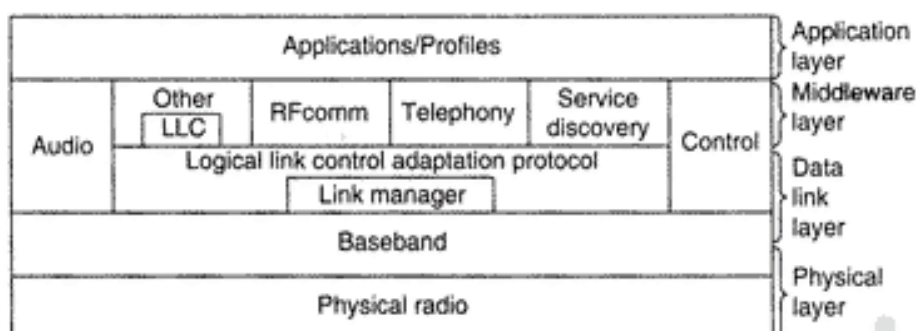 Applications/Profiles
Application
layer
Audio
Other
LLC
RFcomm
Telephony
Service
discovery
Control
Middleware
layer
Logical link control adaptation protocol
Link manager
Data
link
layer
Baseband
Physical radio
Physical
layer